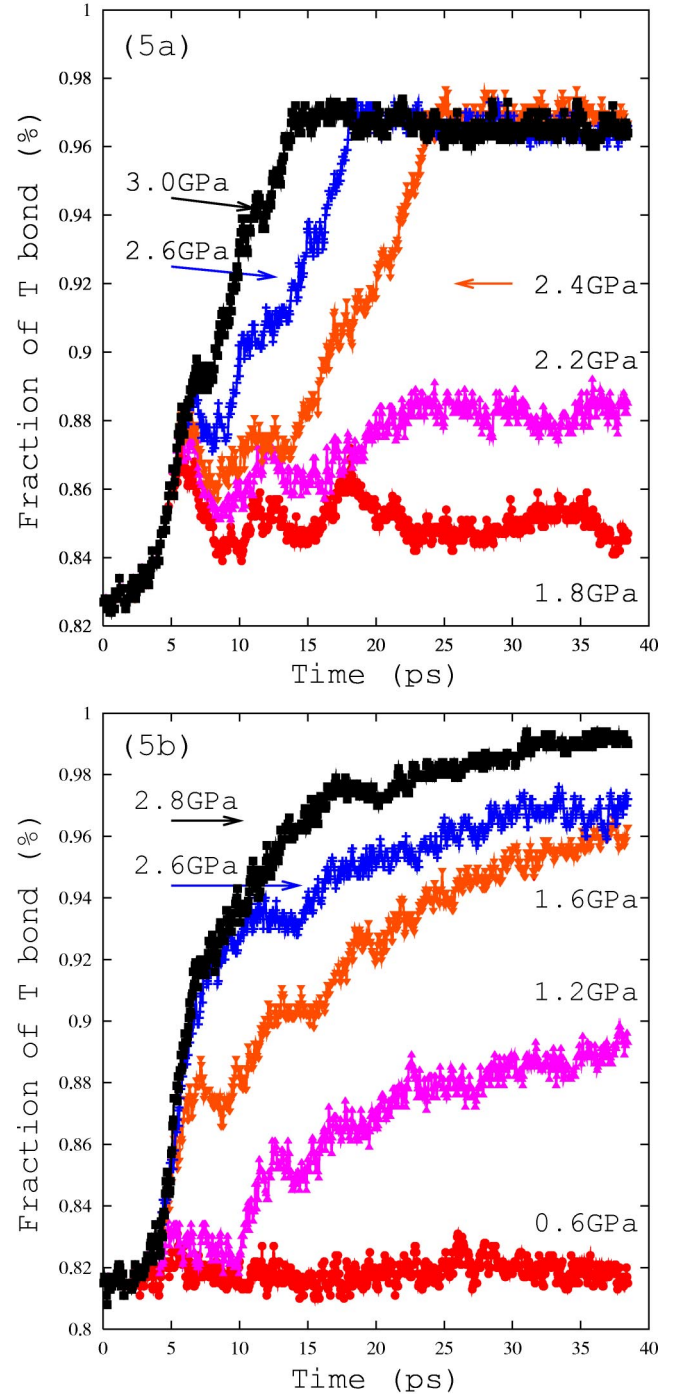 (5a)
1
0.98
0.96
0.94
0.92
0.9
0.88
0.86
0.84
0.82
Fraction of T bond (%)
3.0GPa
2.6GPa
2.4GPa
2.2GPa
1.8GPa
0 5 10 15 20 25 30 35 40
Time (ps)
(5b)
1
0.98
0.96
0.94
0.92
0.9
0.88
0.86
0.84
0.82
0.8
Fraction of T bond (%)
2.8GPa
2.6GPa
1.6GPa
1.2GPa
0.6GPa
0 5 10 15 20 25 30 35 40
Time (ps)